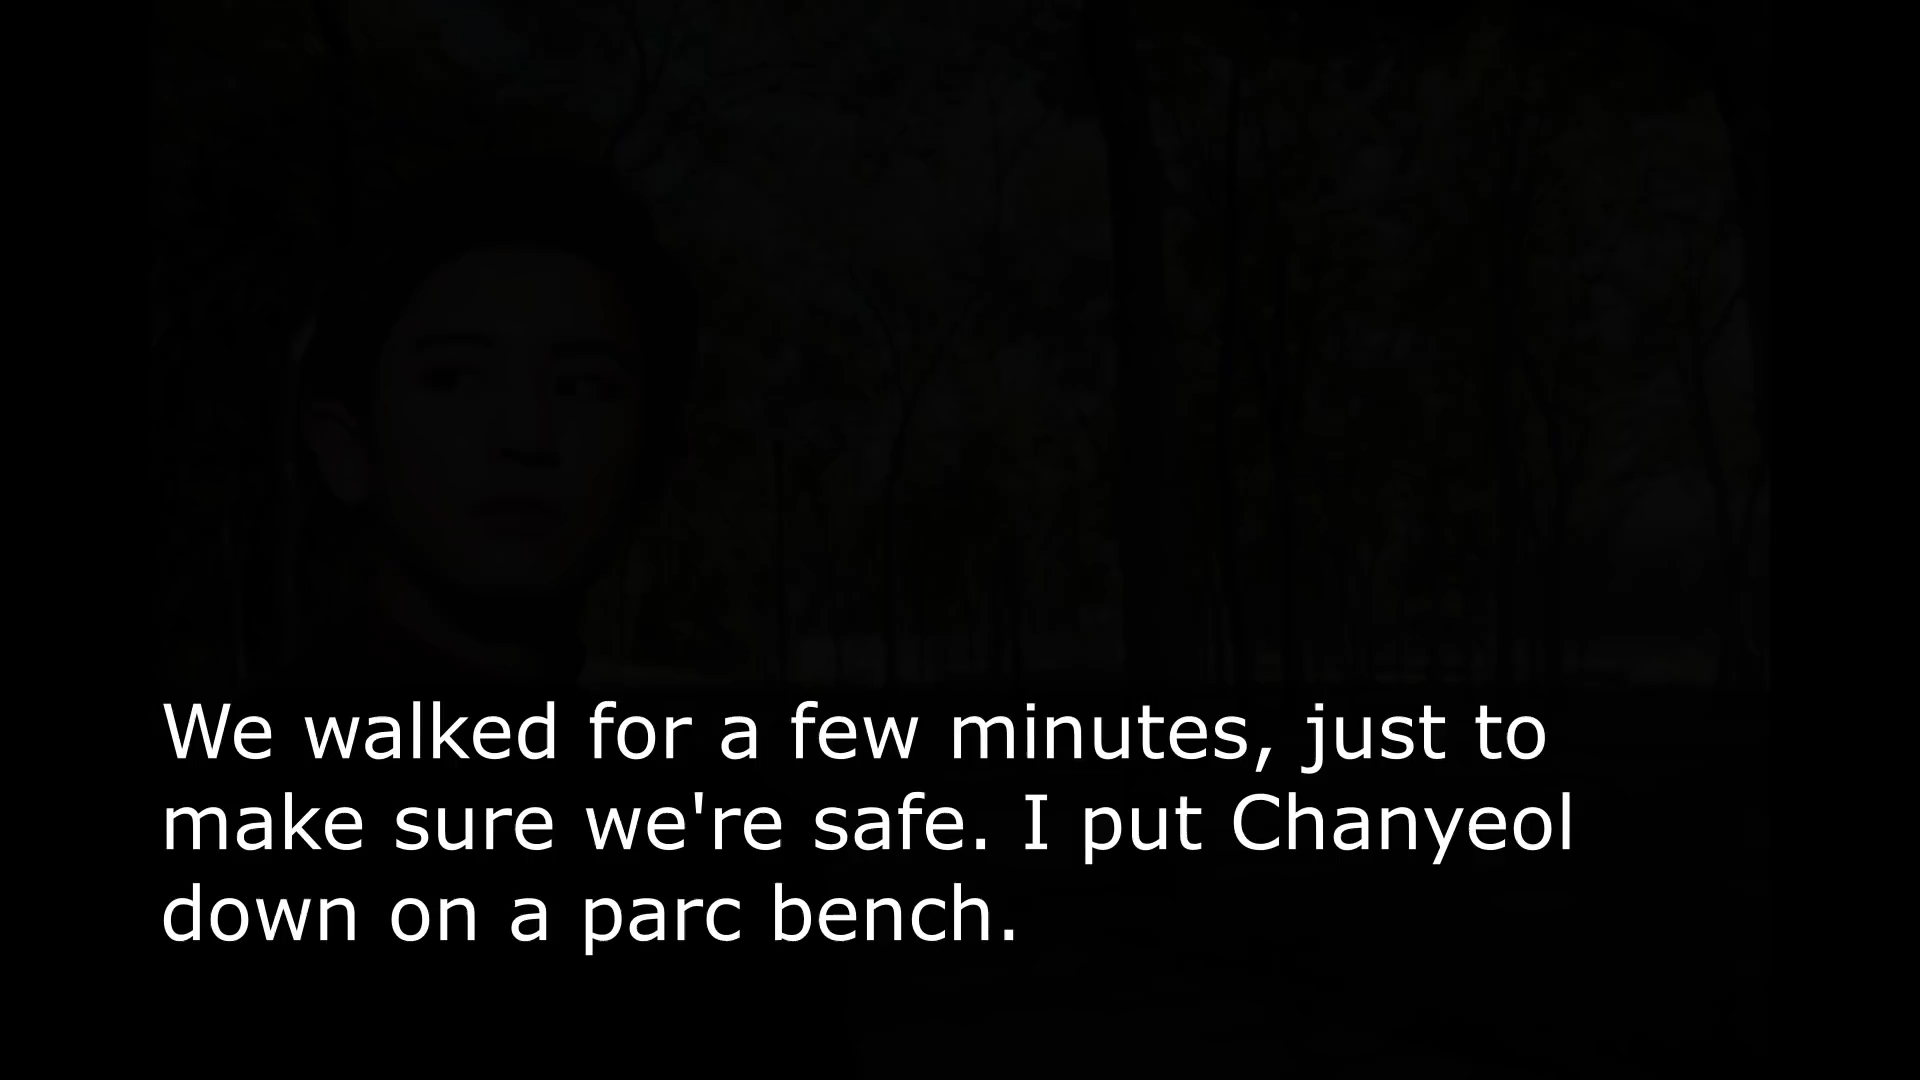 We walked for a few minutes, just to
make sure we're safe. I put Chanyeol
down on a parc bench.